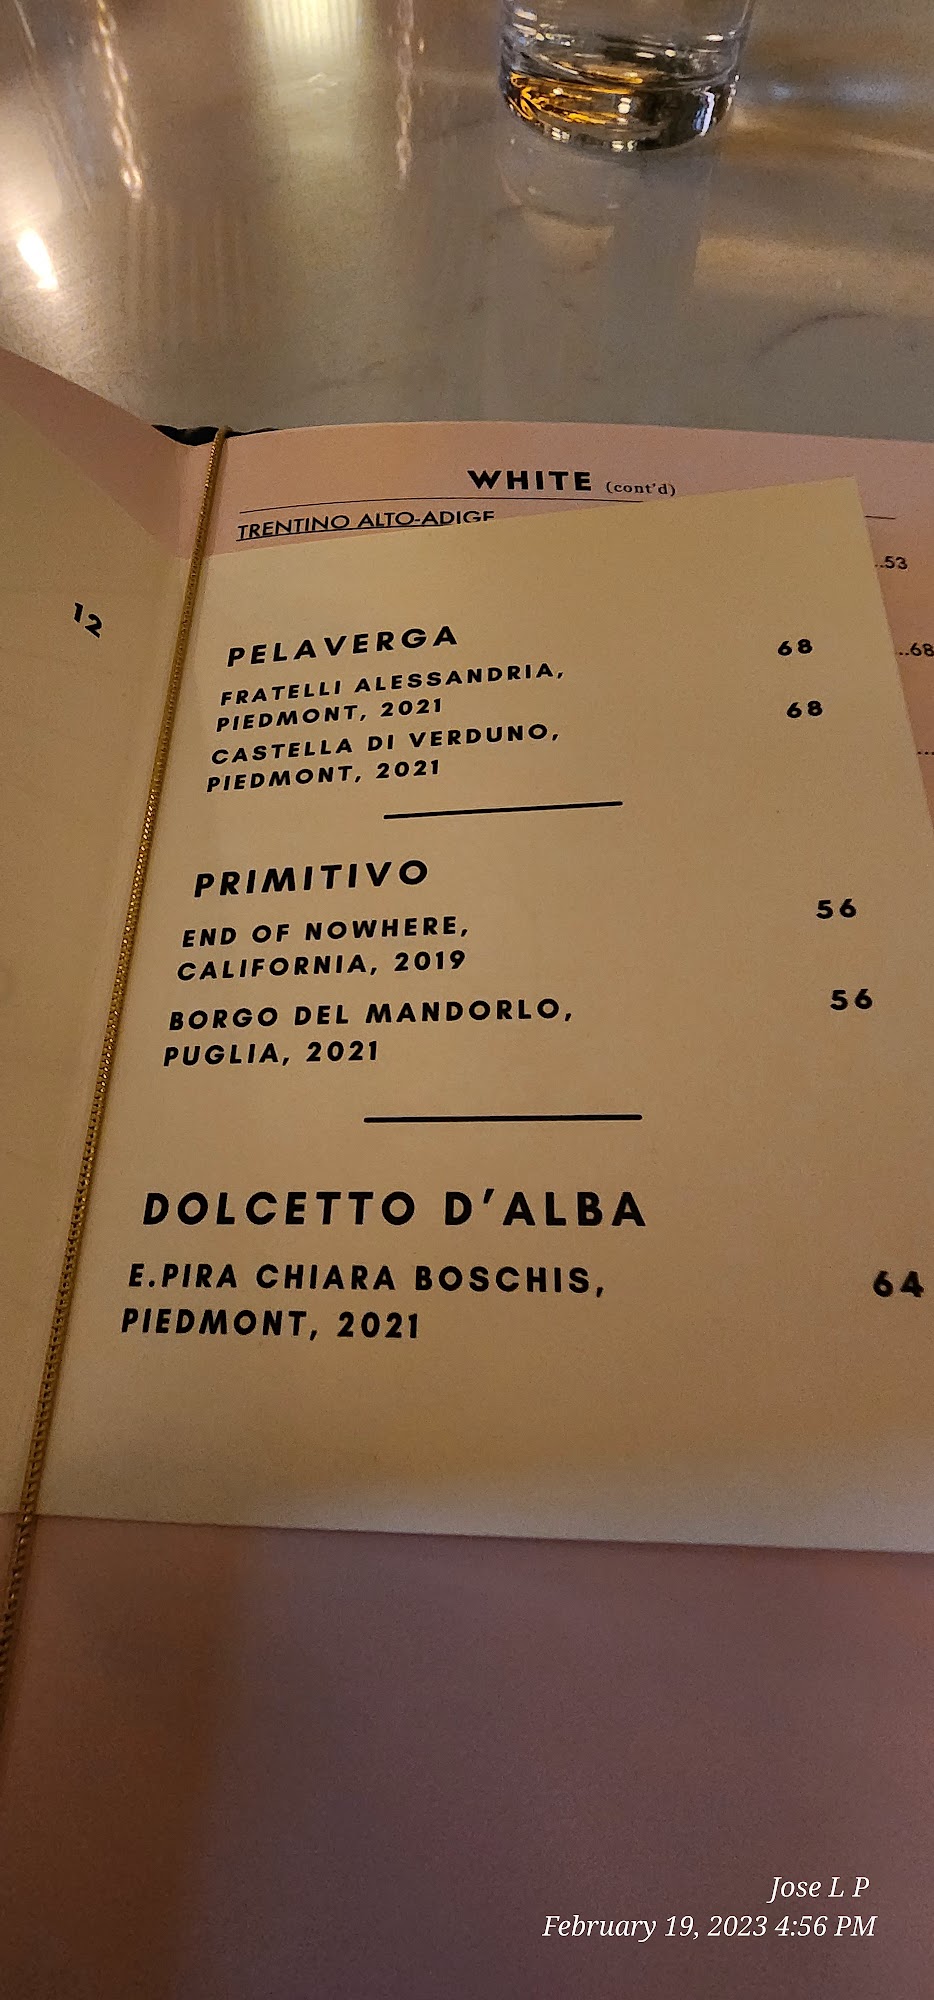 WHITE (cont'd)
TRENTINO ALTO-ADIGE
..53
...68
12
PELAVERGA
FRATELLI ALESSANDRIA, 68
PIEDMONT, 2021
CASTELLA DI VERDUNO, 68
PIEDMONT, 2021
PRIMITIVO
END OF NOWHERE, 56
CALIFORNIA, 2019
BORGO DEL MANDORLO, 56
PUGLIA, 2021
DOLCETTO D'ALBA
E.PIRA CHIARA BOSCHIS, 64
PIEDMONT, 2021
Jose L P
February 19, 2023 4:56 PM